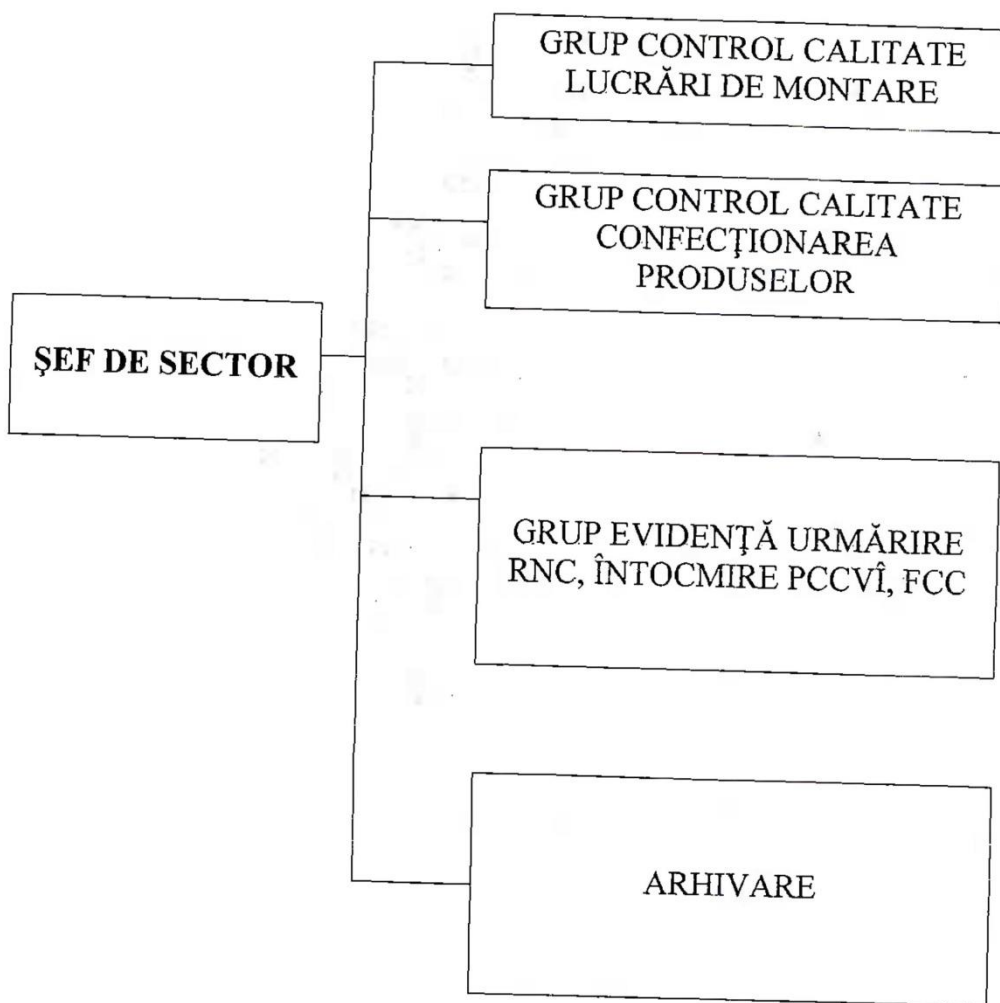 GRUP CONTROL CALITATE
LUCRĂRI DE MONTARE
GRUP CONTROL CALITATE
CONFECŢIONAREA
PRODUSELOR
ŞEF DE SECTOR
GRUP EVIDENŢĂ URMĂRIRE
RNC, ÎNTOCMIRE PCCVÎ, FCC
ARHIVARE